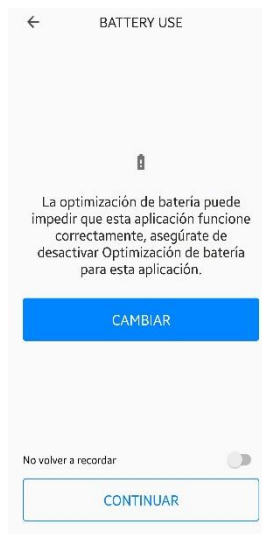 BATTERY USE
La optimización de batería puede
impedir que esta aplicación funcione
correctamente, asegúrate de
desactivar Optimización de batería
para esta aplicación.
CAMBIAR
No volver a recordar
CONTINUAR